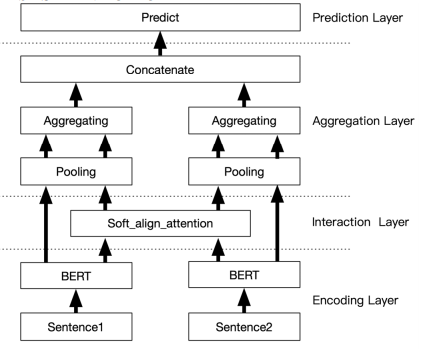 Predict Prediction Layer
Concatenate
Aggregating Aggregating Aggregation Layer
Pooling Pooling
Soft_align_attention Interaction Layer
BERT BERT
Encoding Layer
Sentence1 Sentence2